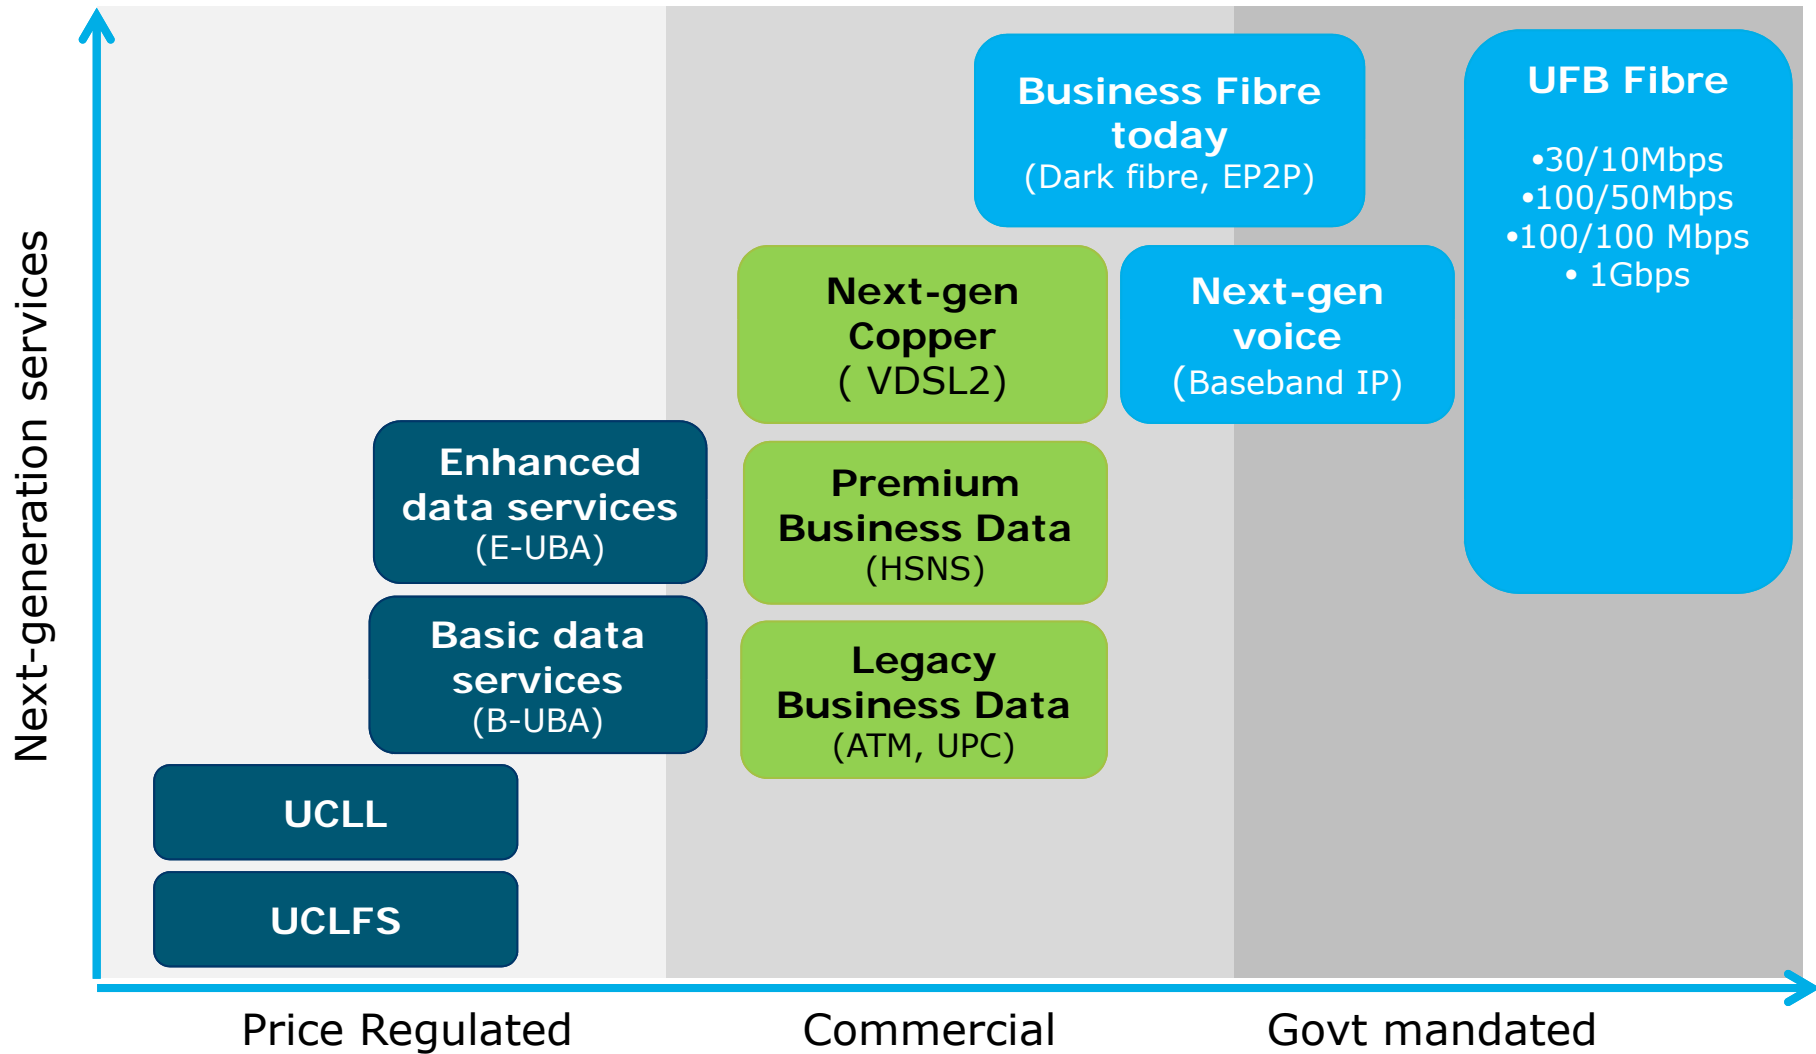 Next-generation services
Business Fibre
today
(Dark fibre, EP2P)
UFB Fibre
•30/10Mbps
•100/50Mbps
•100/100 Mbps
• 1Gbps
Next-gen
Copper
( VDSL2)
Next-gen
voice
(Baseband IP)
Enhanced
data services
(E-UBA)
Premium
Business Data
(HSNS)
Basic data
services
(B-UBA)
Legacy
Business Data
(ATM, UPC)
UCLL
UCLFS
Price Regulated
Commercial
Govt mandated